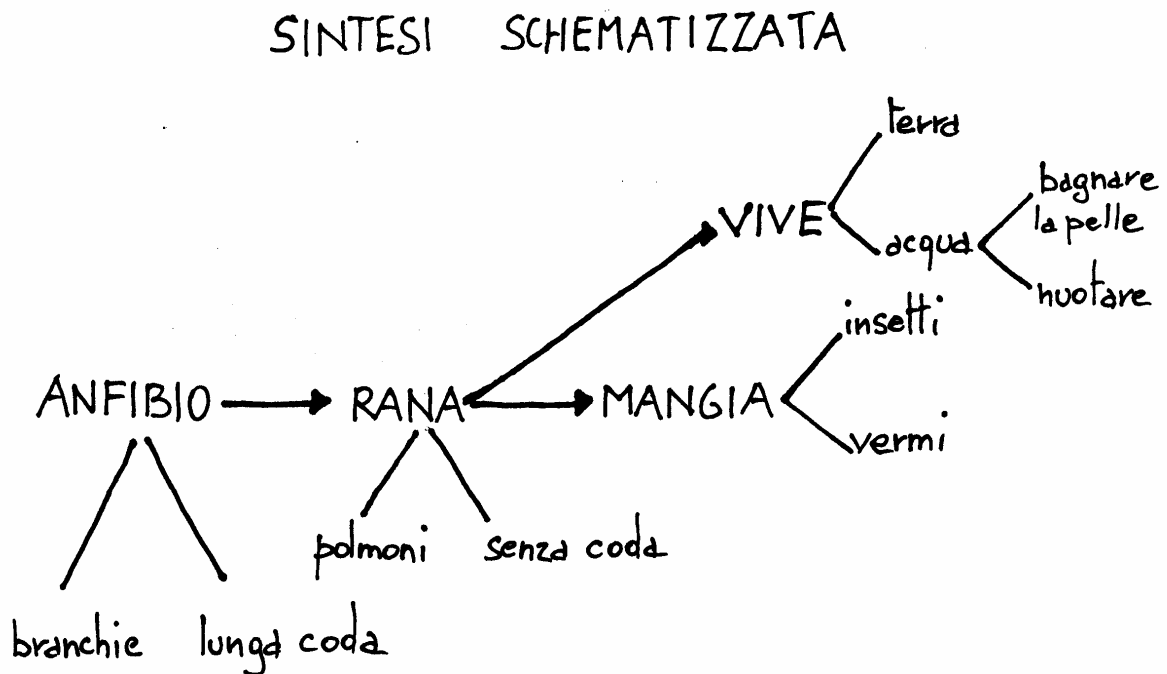 SINTESI SCHEMATIZZATA
terra
VIVE
acqua
bagnare
la pelle
nuotare
insetti
ANFIBIO
RANA
MANGIA
vermi
polmoni
senza coda
branchie
lunga coda